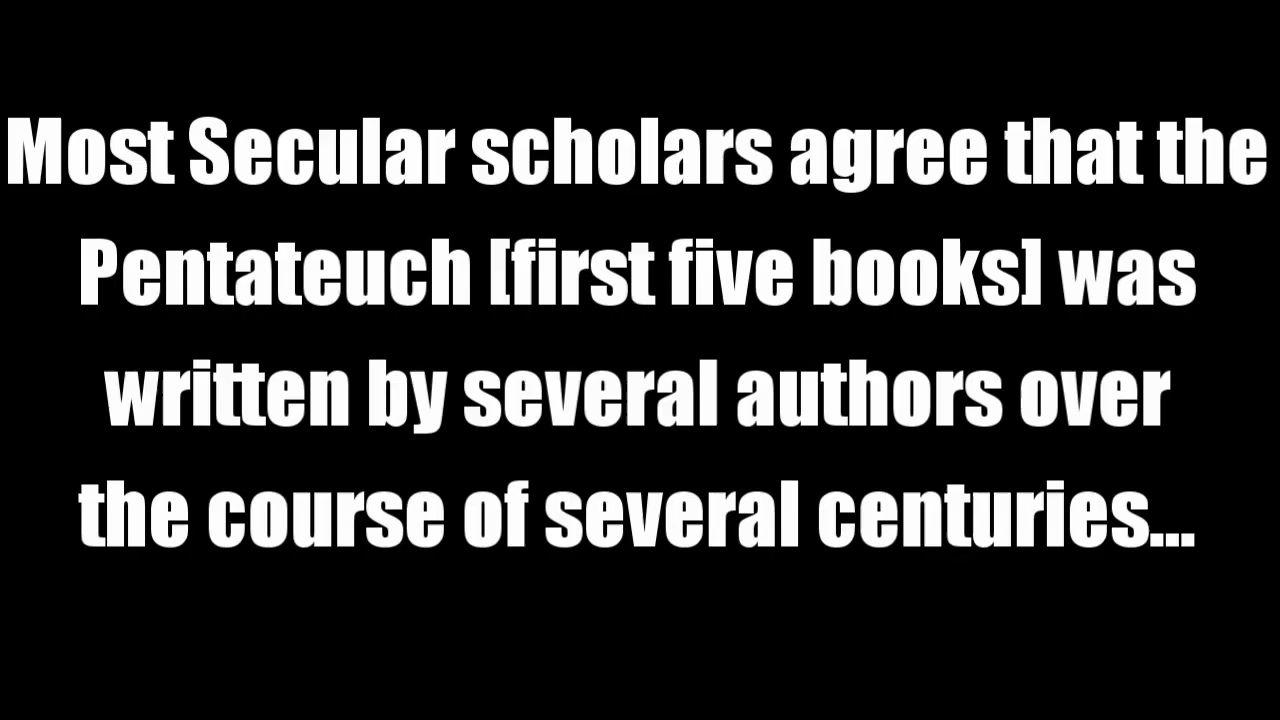 Most Secular scholars agree that the
Pentateuch [first five books] was
written by several authors over
the course of several centuries...